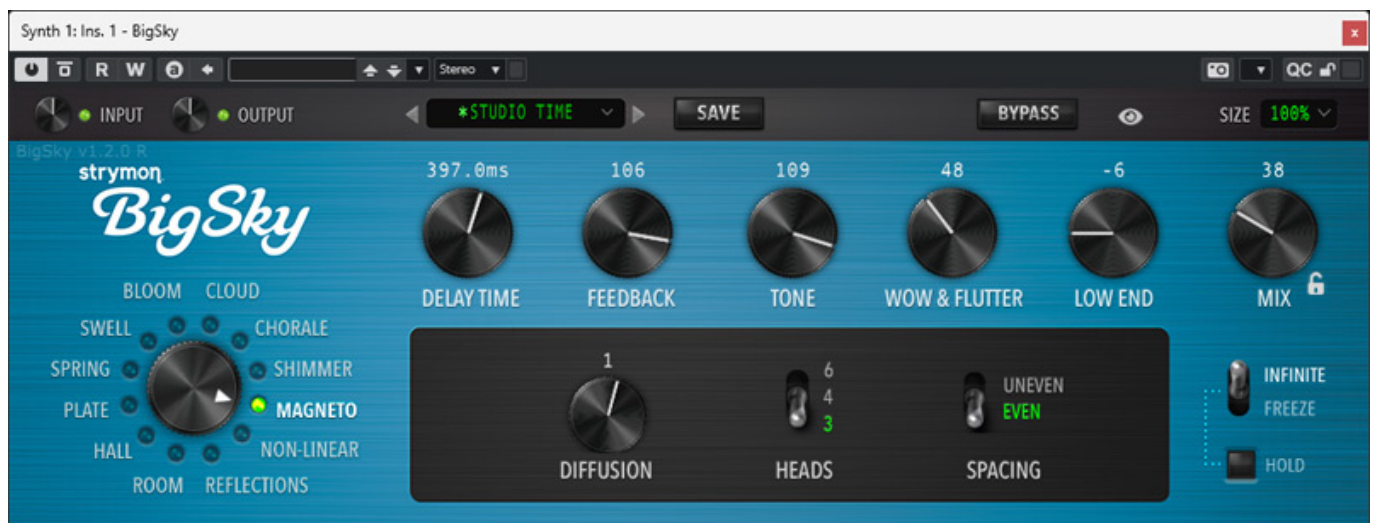 Synth 1: Ins. 1 - BigSky
x
R W a Stereo QC
INPUT OUTPUT *STUDIO TIME SAVE BYPASS SIZE 100%
BigSky v1.2.0 R
strymon
BigSky
397.0ms 106 109 48 -6 38
DELAY TIME FEEDBACK TONE WOW & FLUTTER LOW END MIX
BLOOM CLOUD
SWELL CHORALE
SPRING SHIMMER
PLATE MAGNETO
HALL NON-LINEAR
ROOM REFLECTIONS
1
DIFFUSION
6
4
3
HEADS
UNEVEN
EVEN
SPACING
INFINITE
FREEZE
HOLD